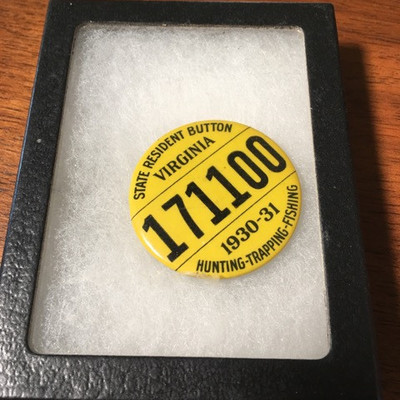 STATE RESIDENT BUTTON
VIRGINIA
171100
1930-31
HUNTING-TRAPPING-FISHING